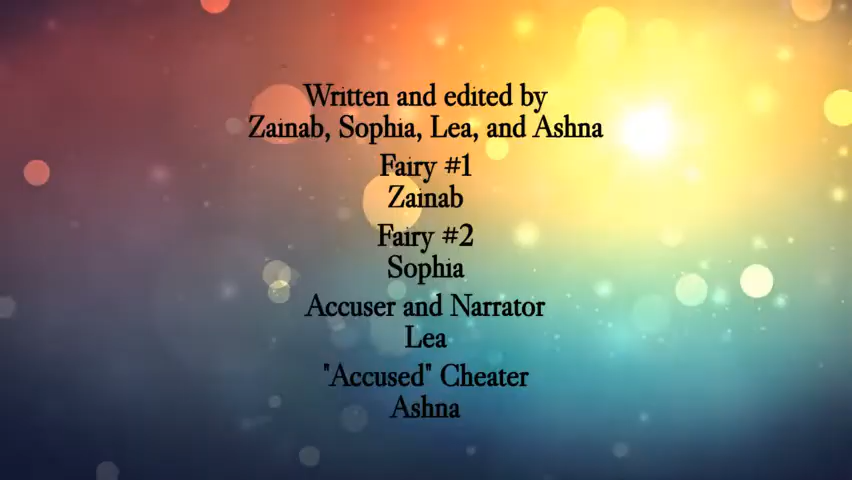 Written and edited by
Zainab, Sophia, Lea, and Ashna
Fairy #1
Zainab
Fairy #2
Sophia
Accuser and Narrator
Lea
"Accused" Cheater
Ashna